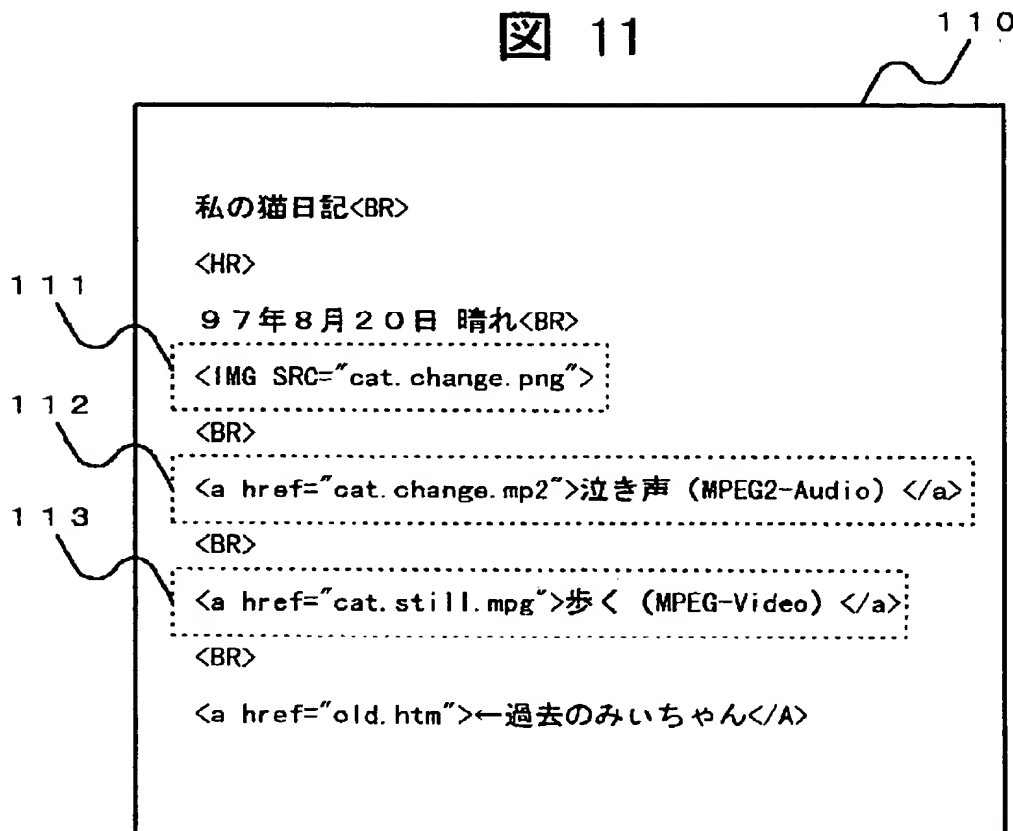 図 11
110
私の猫日記<BR>
<HR>
97年8月20日 晴れ<BR>
111
<IMG SRC="cat.change.png">
112
<BR>
<a href="cat.change.mp2">泣き声 (MPEG2-Audio) </a>
113
<BR>
<a href="cat.still.mpg">歩く (MPEG-Video) </a>
<BR>
<a href="old.htm">←過去のみいちゃん</A>